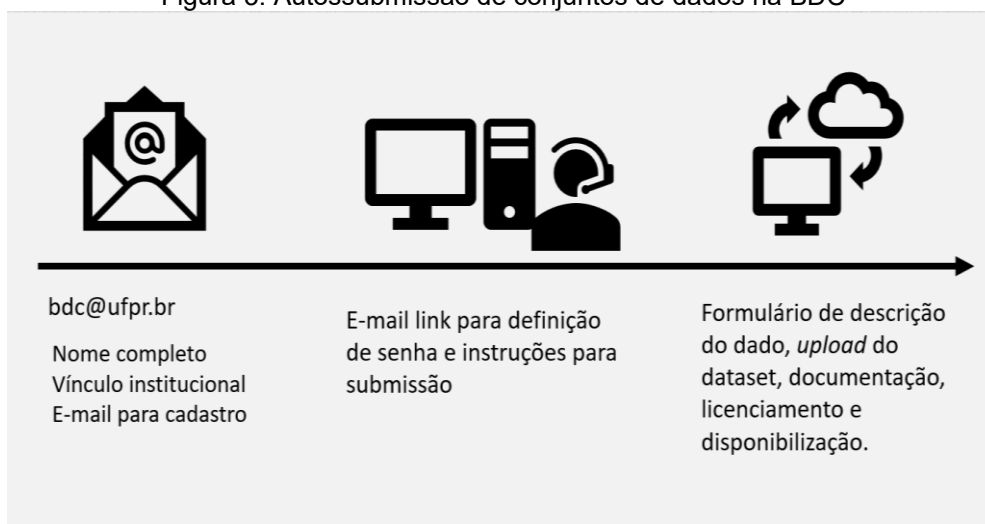 Figura 3. Autossubmissão de conjuntos de dados na BDC
@
bdc@ufpr.br
Nome completo
Vínculo institucional
E-mail para cadastro
E-mail link para definição
de senha e instruções para
submissão
Formulário de descrição
do dado, upload do
dataset, documentação,
licenciamento e
disponibilização.